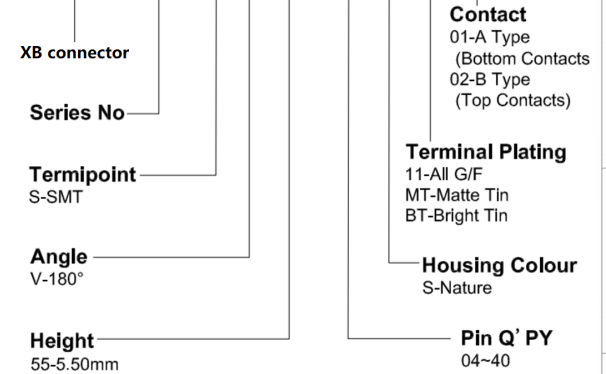 Contact
01-A Type
(Bottom Contacts
02-B Type
(Top Contacts)
XB connector
Series No
Terminal Plating
11-All G/F
MT-Matte Tin
BT-Bright Tin
Termipoint
S-SMT
Angle
V-180°
Housing Colour
S-Nature
Height
55-5.50mm
Pin Q' PY
04~40